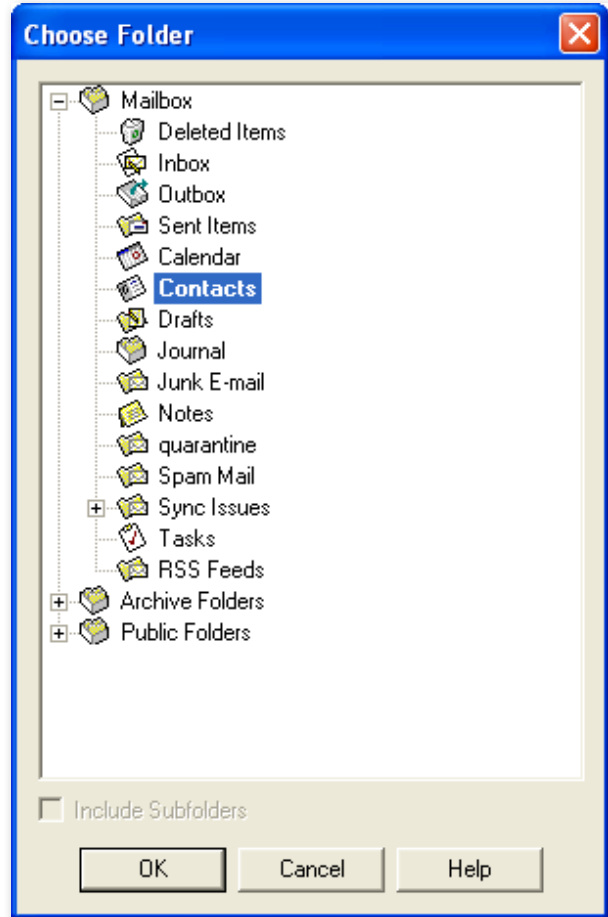 Choose Folder
Mailbox
Deleted Items
Inbox
Outbox
Sent Items
Calendar
Contacts
Drafts
Journal
Junk E-mail
Notes
quarantine
Spam Mail
Sync Issues
Tasks
RSS Feeds
Archive Folders
Public Folders
Include Subfolders
OK Cancel Help